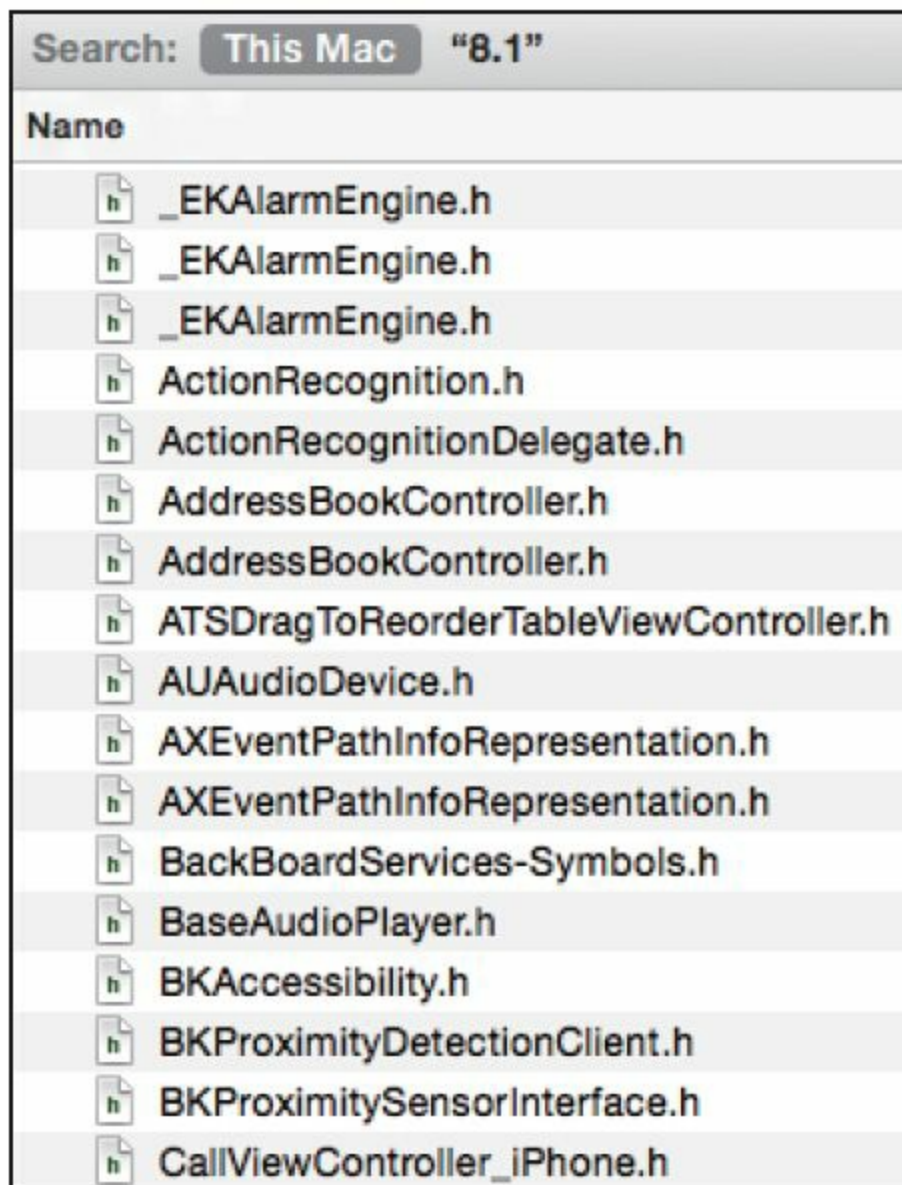 Search: This Mac “8.1”
Name
h _EKAlarmEngine.h
h _EKAlarmEngine.h
h _EKAlarmEngine.h
h ActionRecognition.h
h ActionRecognitionDelegate.h
h AddressBookController.h
h AddressBookController.h
h ATSDragToReorderTableViewController.h
h AUAudioDevice.h
h AXEventPathInfoRepresentation.h
h AXEventPathInfoRepresentation.h
h BackBoardServices-Symbols.h
h BaseAudioPlayer.h
h BKAccessibility.h
h BKProximityDetectionClient.h
h BKProximitySensorInterface.h
h CallViewController_iPhone.h